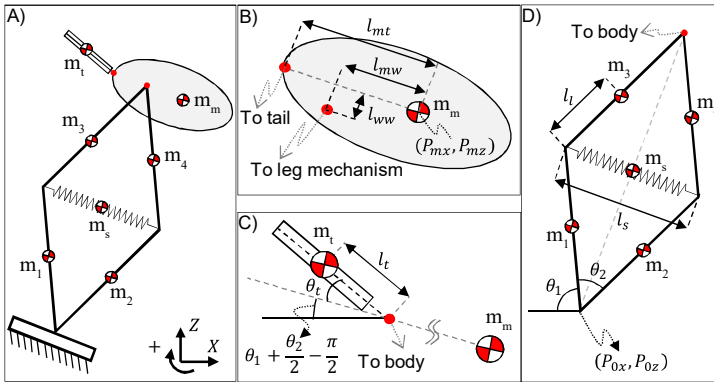 A)
m_t
m_m
m_3
m_4
m_s
m_1
m_2
+
Z
X
B)
l_mt
l_mw
l_ww
m_m
(P_mx, P_mz)
To tail
To leg mechanism
C)
m_t
l_t
θ_t
m_m
θ_1 + θ_2/2 − π/2
To body
D)
To body
m_3
l_l
m
m_s
l_s
m_1
m_2
θ_1
θ_2
(P_0x, P_0z)